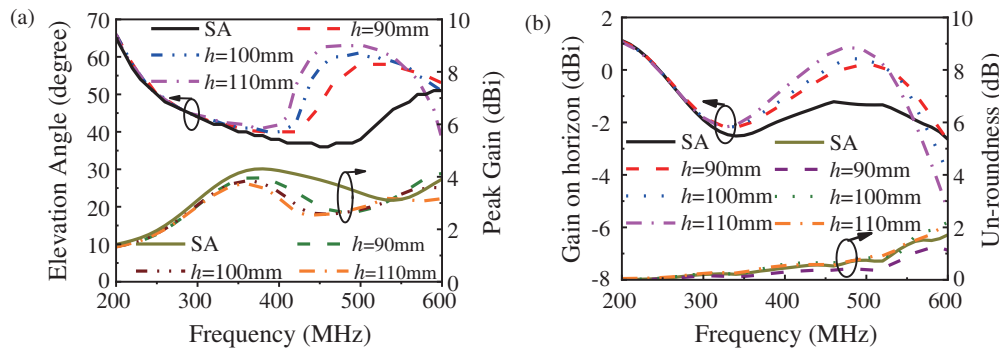 (a)
Elevation Angle (degree)
70
60
50
40
30
20
10
0
SA
h=90mm
h=100mm
h=110mm
SA
h=90mm
h=100mm
h=110mm
200
300
400
500
600
Frequency (MHz)
10
8
6
4
2
0
Peak Gain (dBi)
(b)
Gain on horizon (dBi)
2
0
-2
-4
-6
-8
SA
SA
h=90mm
h=90mm
h=100mm
h=100mm
h=110mm
h=110mm
200
300
400
500
600
Frequency (MHz)
10
8
6
4
2
0
Un-roundness (dB)